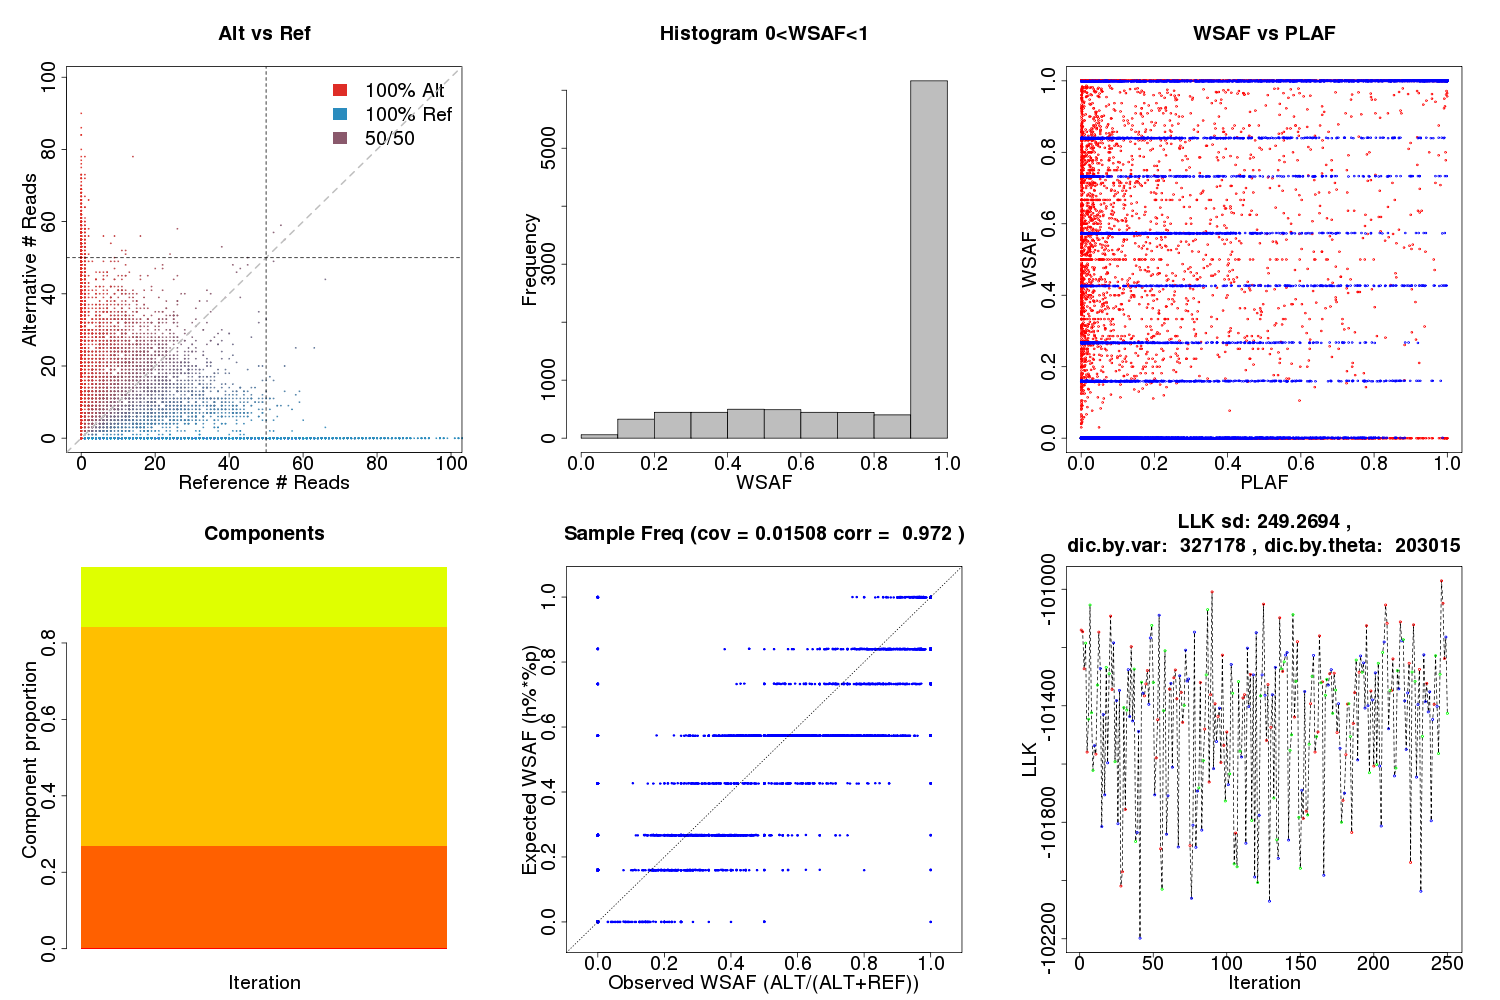 Alt vs Ref
100% Alt
100% Ref
50/50
Alternative # Reads
0 20 40 60 80 100
0 20 40 60 80 100
Reference # Reads
Histogram 0<WSAF<1
Frequency
0 1000 3000 5000
0.0 0.2 0.4 0.6 0.8 1.0
WSAF
WSAF vs PLAF
WSAF
0.0 0.2 0.4 0.6 0.8 1.0
0.0 0.2 0.4 0.6 0.8 1.0
PLAF
Components
Component proportion
0.0 0.2 0.4 0.6 0.8
Iteration
Sample Freq (cov = 0.01508 corr = 0.972 )
Expected WSAF (h%*%p)
0.0 0.2 0.4 0.6 0.8 1.0
0.0 0.2 0.4 0.6 0.8 1.0
Observed WSAF (ALT/(ALT+REF))
LLK sd: 249.2694 ,
dic.by.var: 327178 , dic.by.theta: 203015
LLK
-102200 -101800 -101400 -101000
0 50 100 150 200 250
Iteration